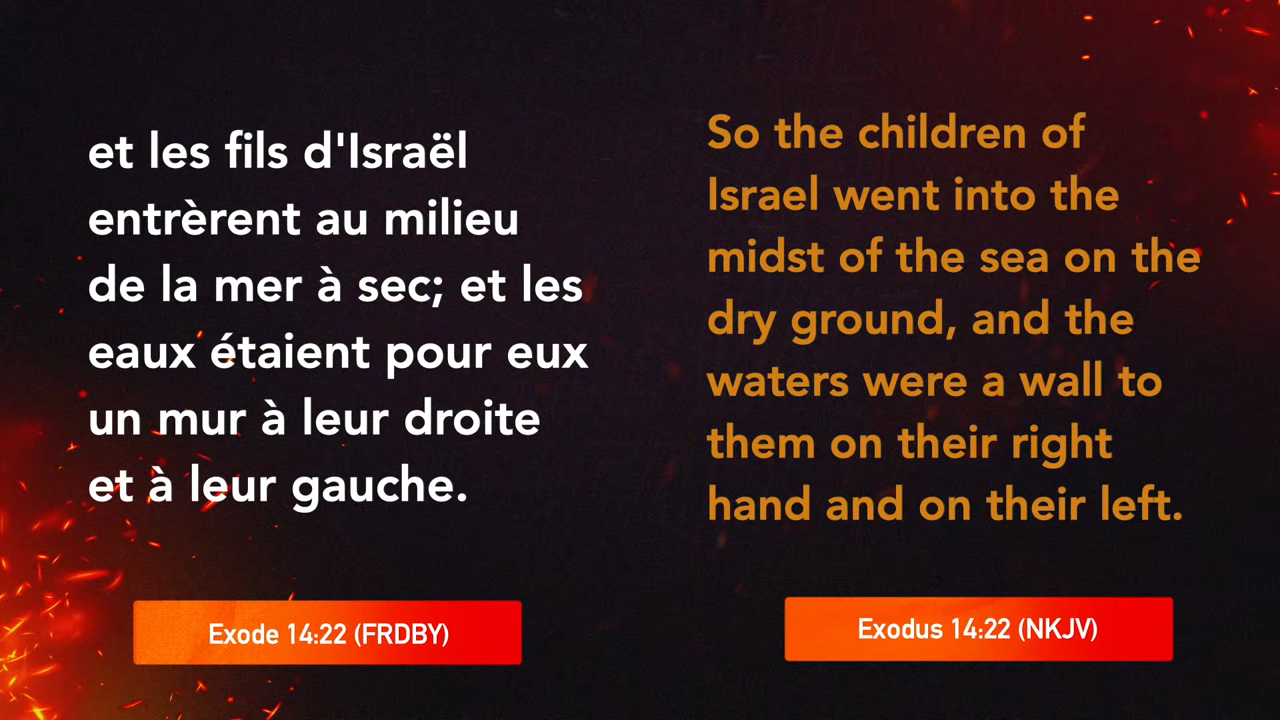 et les fils d'Israël
entrèrent au milieu
de la mer à sec; et les
eaux étaient pour eux
un mur à leur droite
et à leur gauche.
Exode 14:22 (FRDBY)
So the children of
Israel went into the
midst of the sea on the
dry ground, and the
waters were a wall to
them on their right
hand and on their left.
Exodus 14:22 (NKJV)